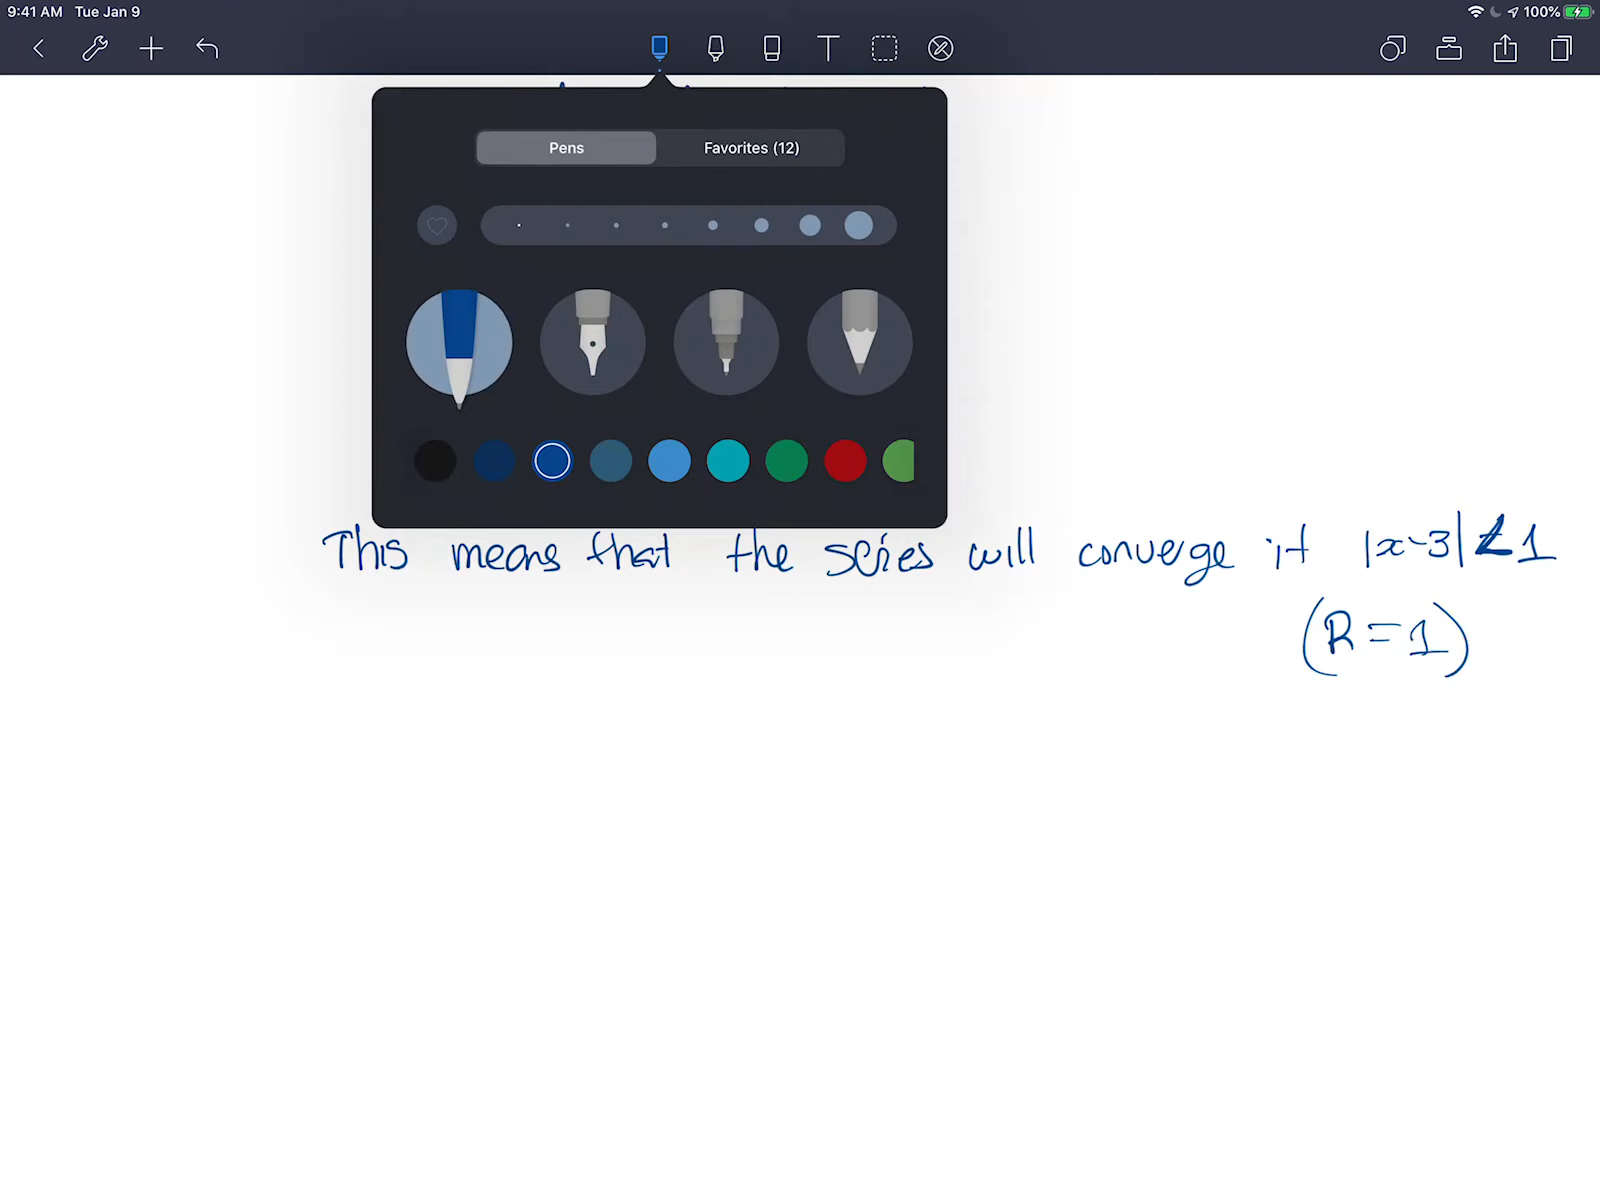 9:41 AM Tue Jan 9 100%
Pens Favorites (12)
This means that the series will converge if |x-3| < 1
(R = 1)